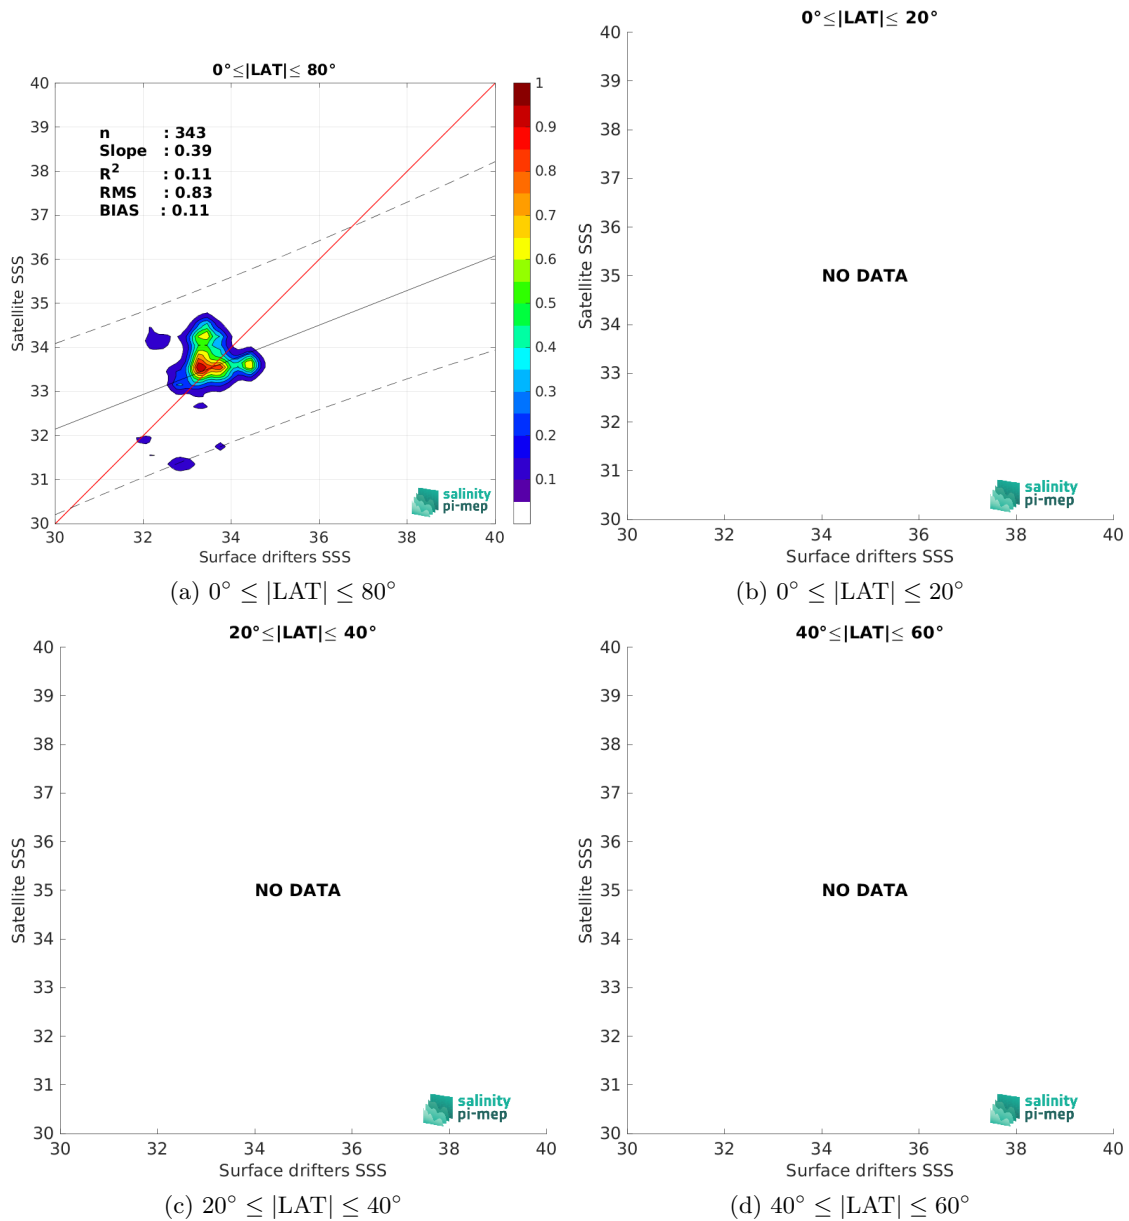 0°≤|LAT|≤ 80°
40
39
38
37
36
35
34
33
32
31
30
30
32
34
36
38
40
Satellite SSS
Surface drifters SSS
n : 343
Slope : 0.39
R² : 0.11
RMS : 0.83
BIAS : 0.11
1
0.9
0.8
0.7
0.6
0.5
0.4
0.3
0.2
0.1
salinity
pi-mep
(a) 0° ≤ |LAT| ≤ 80°
0°≤|LAT|≤ 20°
40
39
38
37
36
35
34
33
32
31
30
30
32
34
36
38
40
Satellite SSS
Surface drifters SSS
NO DATA
salinity
pi-mep
(b) 0° ≤ |LAT| ≤ 20°
20°≤|LAT|≤ 40°
40
39
38
37
36
35
34
33
32
31
30
30
32
34
36
38
40
Satellite SSS
Surface drifters SSS
NO DATA
salinity
pi-mep
(c) 20° ≤ |LAT| ≤ 40°
40°≤|LAT|≤ 60°
40
39
38
37
36
35
34
33
32
31
30
30
32
34
36
38
40
Satellite SSS
Surface drifters SSS
NO DATA
salinity
pi-mep
(d) 40° ≤ |LAT| ≤ 60°